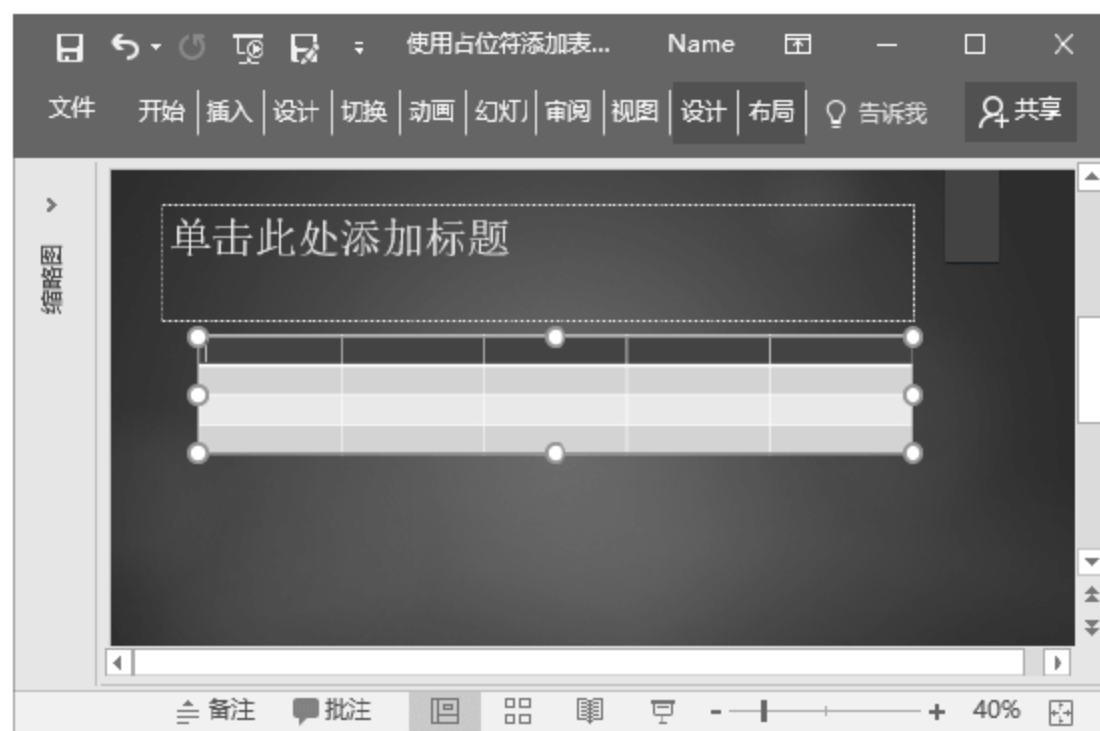 使用占位符添加表... Name
文件 开始 插入 设计 切换 动画 幻灯 审阅 视图 设计 布局 告诉我 共享
缩略图
单击此处添加标题
备注 批注 - + 40%